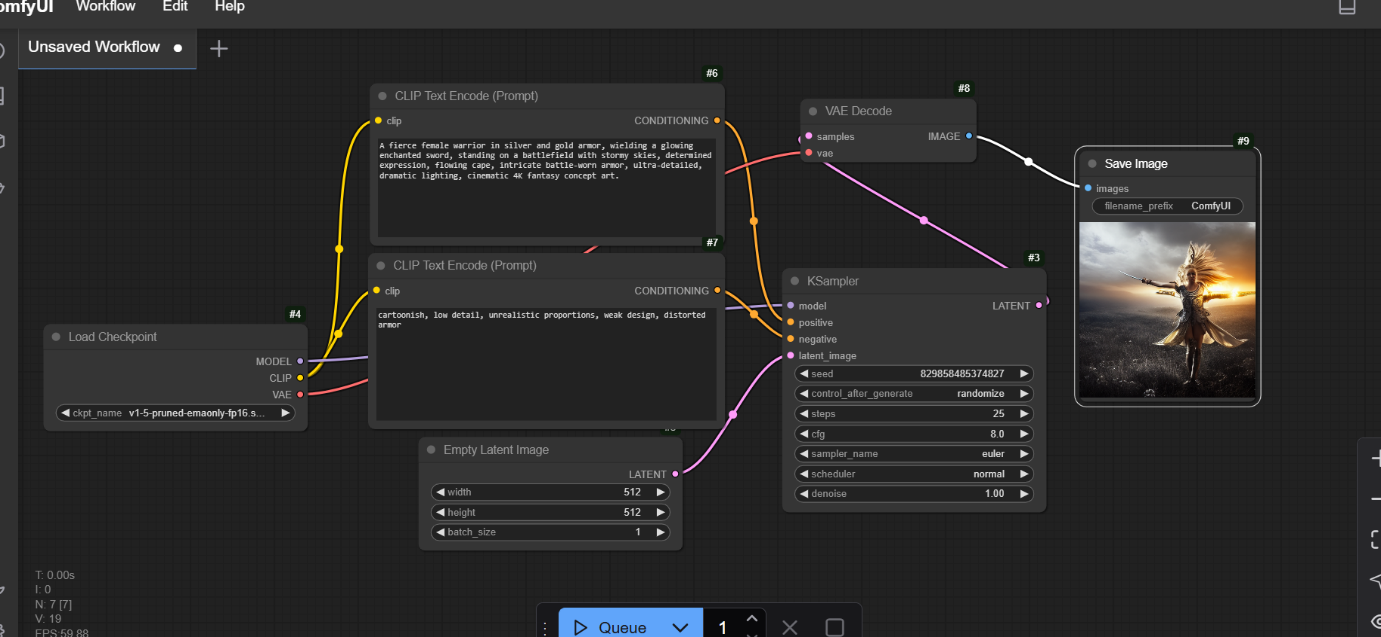 omfyUI Workflow Edit Help
Unsaved Workflow
#6
CLIP Text Encode (Prompt)
clip CONDITIONING
A fierce female warrior in silver and gold armor, wielding a glowing
enchanted sword, standing on a battlefield with stormy skies, determined
expression, flowing cape, intricate battle-worn armor, ultra-detailed,
dramatic lighting, cinematic 4K fantasy concept art.
#7
CLIP Text Encode (Prompt)
clip CONDITIONING
cartoonish, low detail, unrealistic proportions, weak design, distorted
armor
#4
Load Checkpoint
MODEL
CLIP
VAE
ckpt_name v1-5-pruned-emaonly-fp16.s...
Empty Latent Image
LATENT
width 512
height 512
batch_size 1
#8
VAE Decode
samples IMAGE
vae
#3
KSampler
model LATENT
positive
negative
latent_image
seed 829858485374827
control_after_generate randomize
steps 25
cfg 8.0
sampler_name euler
scheduler normal
denoise 1.00
#9
Save Image
images
filename_prefix ComfyUI
T: 0.00s
I: 0
N: 7 [7]
V: 19
FPS:59.88
Queue 1